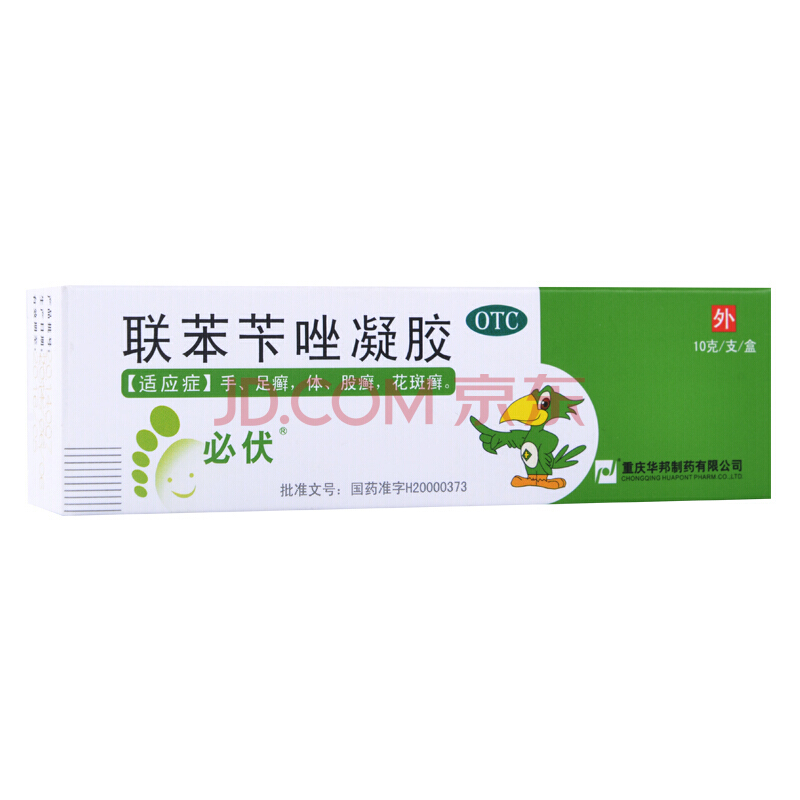 联苯苄唑凝胶
OTC
【适应症】手、足癣，体、股癣，花斑癣。
必伏®
批准文号：国药准字H20000373
外
10克/支/盒
重庆华邦制药有限公司
CHONGQING HUAPONT PHARM.CO.,LTD.
JD.COM 京东